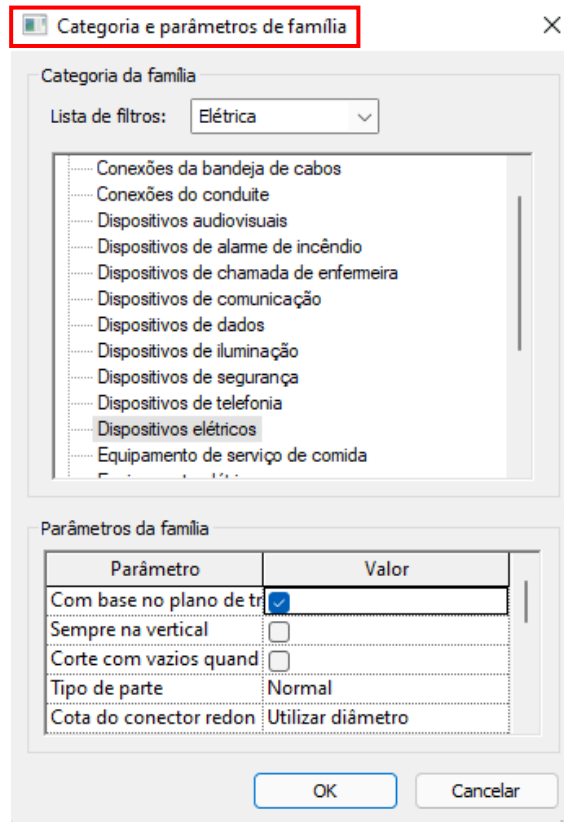 Categoria e parâmetros de família
Categoria da família
Lista de filtros: Elétrica
Conexões da bandeja de cabos
Conexões do conduite
Dispositivos audiovisuais
Dispositivos de alarme de incêndio
Dispositivos de chamada de enfermeira
Dispositivos de comunicação
Dispositivos de dados
Dispositivos de iluminação
Dispositivos de segurança
Dispositivos de telefonia
Dispositivos elétricos
Equipamento de serviço de comida
Parâmetros da família
Parâmetro Valor
Com base no plano de tr
Sempre na vertical
Corte com vazios quand
Tipo de parte Normal
Cota do conector redon Utilizar diâmetro
OK Cancelar